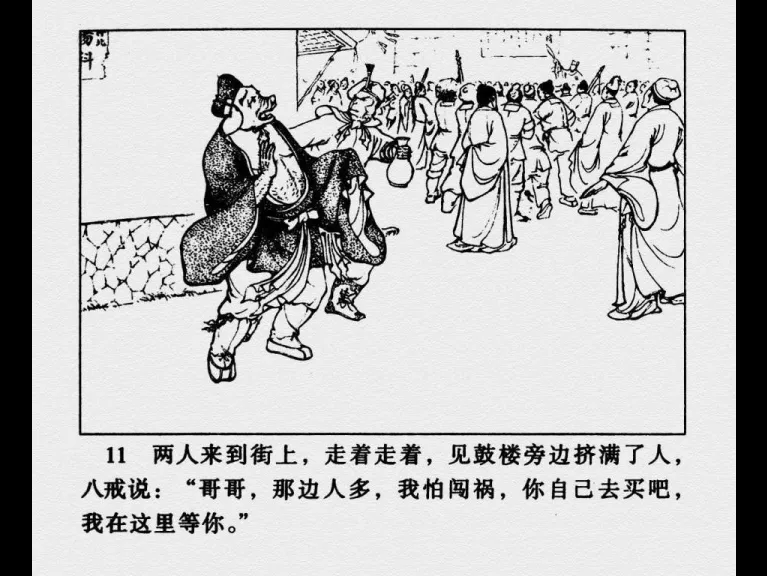 11 两人来到街上，走着走着，见鼓楼旁边挤满了人，
八戒说：“哥哥，那边人多，我怕闯祸，你自己去买吧，
我在这里等你。”